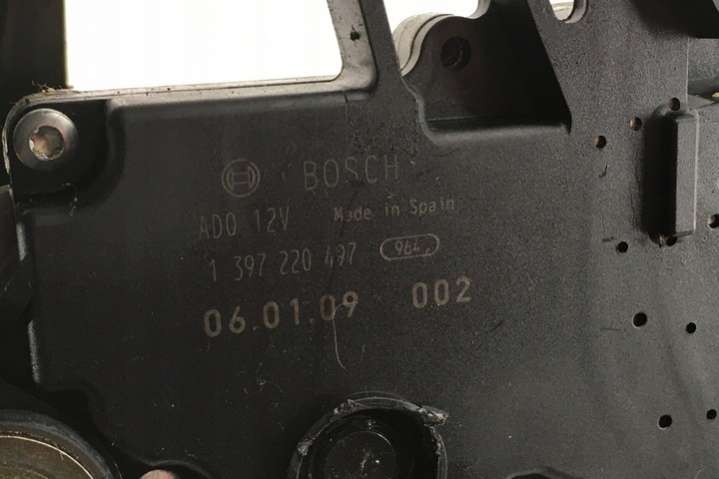 BOSCH
ADO 12V Made in Spain
1 397 220 497 964
06.01.09 002